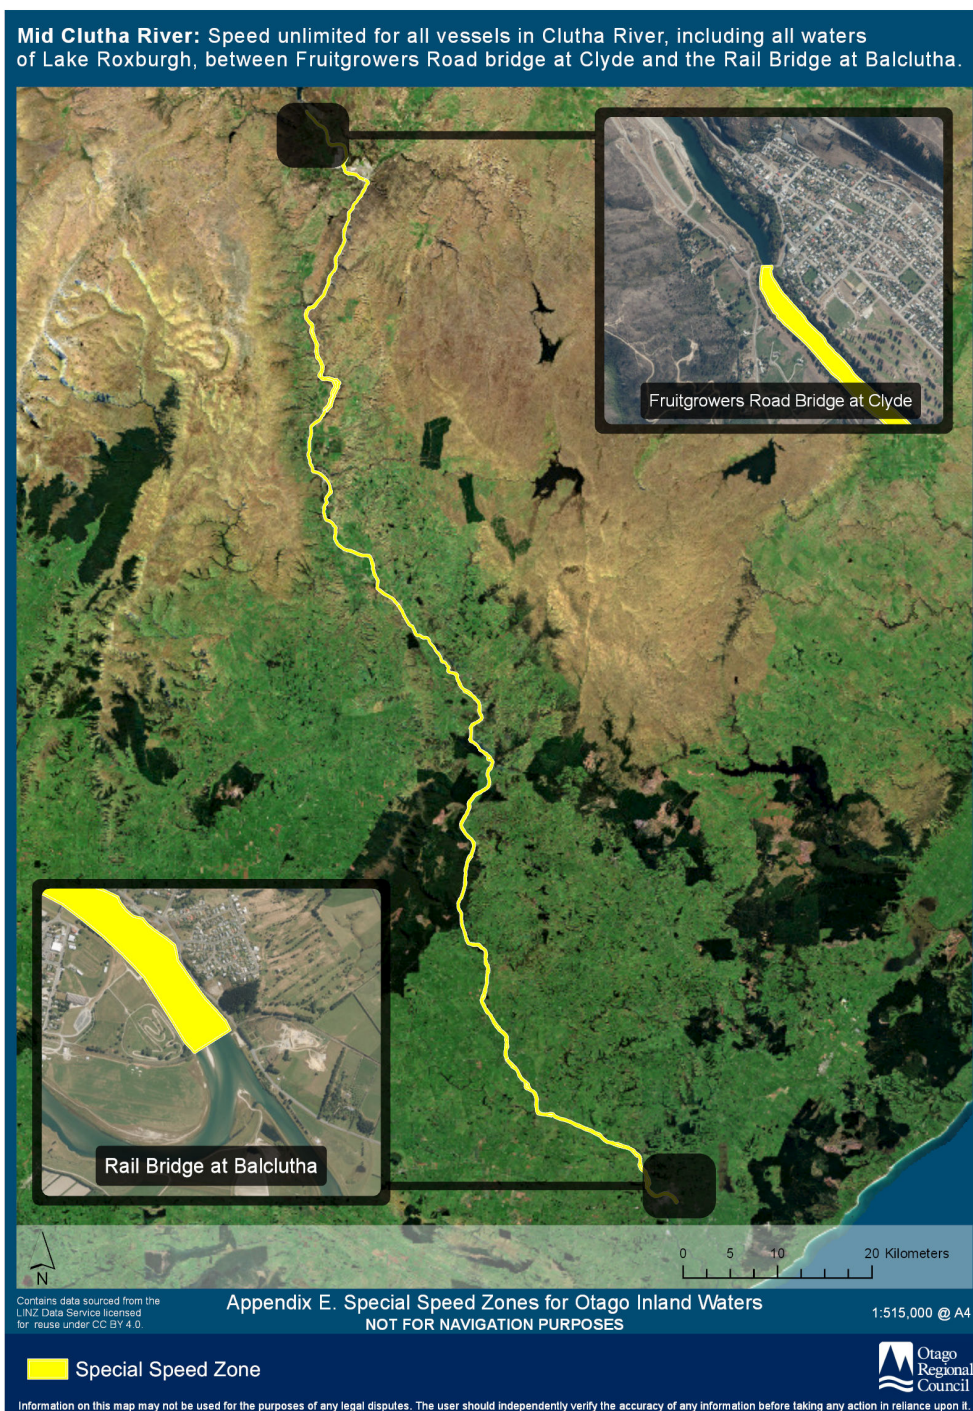 Mid Clutha River: Speed unlimited for all vessels in Clutha River, including all waters
of Lake Roxburgh, between Fruitgrowers Road bridge at Clyde and the Rail Bridge at Balclutha.
Fruitgrowers Road Bridge at Clyde
Rail Bridge at Balclutha
N
0 5 10 20 Kilometers
Contains data sourced from the
LINZ Data Service licensed
for reuse under CC BY 4.0.
Appendix E. Special Speed Zones for Otago Inland Waters
NOT FOR NAVIGATION PURPOSES
1:515,000 @ A4
Special Speed Zone
Otago
Regional
Council
Information on this map may not be used for the purposes of any legal disputes. The user should independently verify the accuracy of any information before taking any action in reliance upon it.